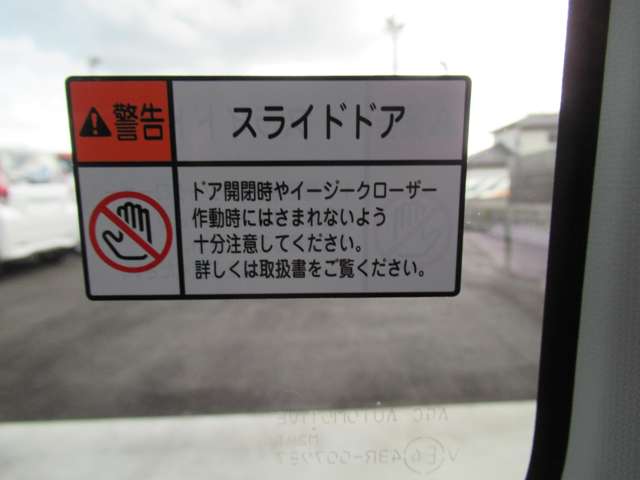 警告
スライドドア
ドア開閉時やイージークローザー
作動時にはさまれないよう
十分注意してください。
詳しくは取扱書をご覧ください。
AGC AUTOMOTIVE